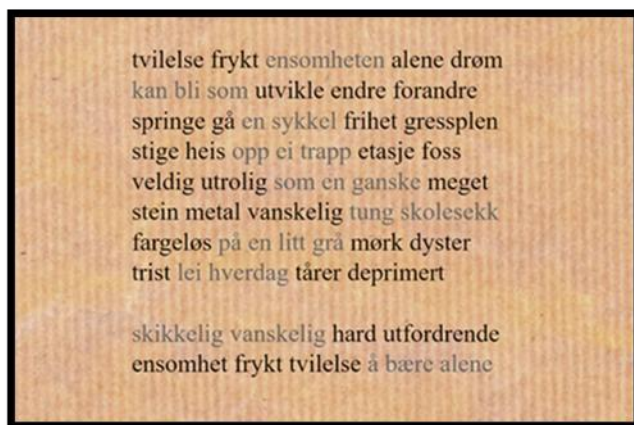 tvilelse frykt ensomheten alene drøm
kan bli som utvikle endre forandre
springe gå en sykkel frihet gressplen
stige heis opp ei trapp etasje foss
veldig utrolig som en ganske meget
stein metal vanskelig tung skolesekk
fargeløs på en litt grå mørk dyster
trist lei hverdag tårer deprimert

skikkelig vanskelig hard utfordrende
ensomhet frykt tvilelse å bære alene